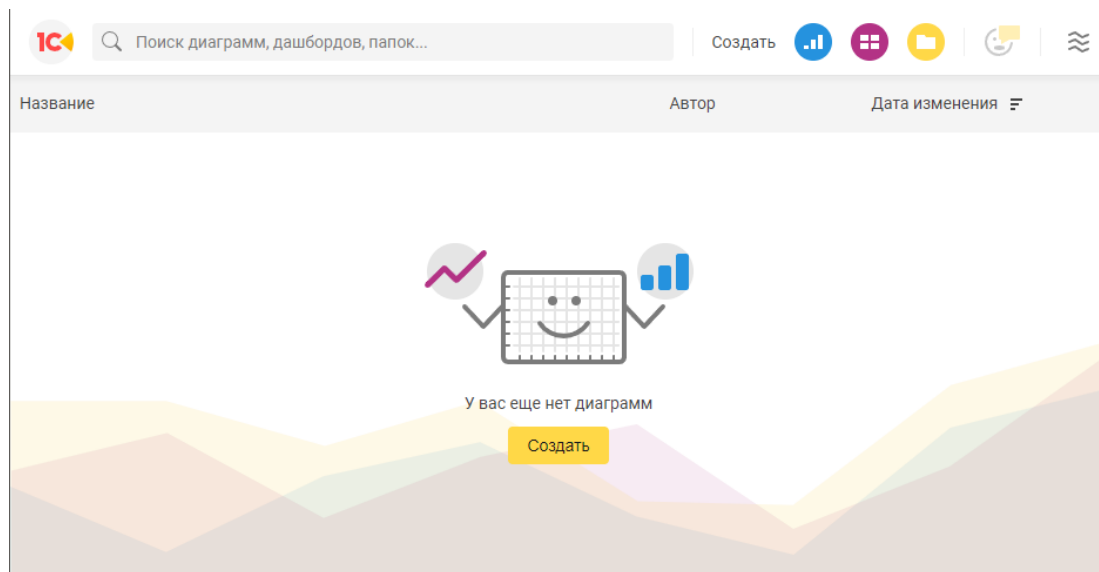 1С
Поиск диаграмм, дашбордов, папок...
Создать
Название Автор Дата изменения
У вас еще нет диаграмм
Создать